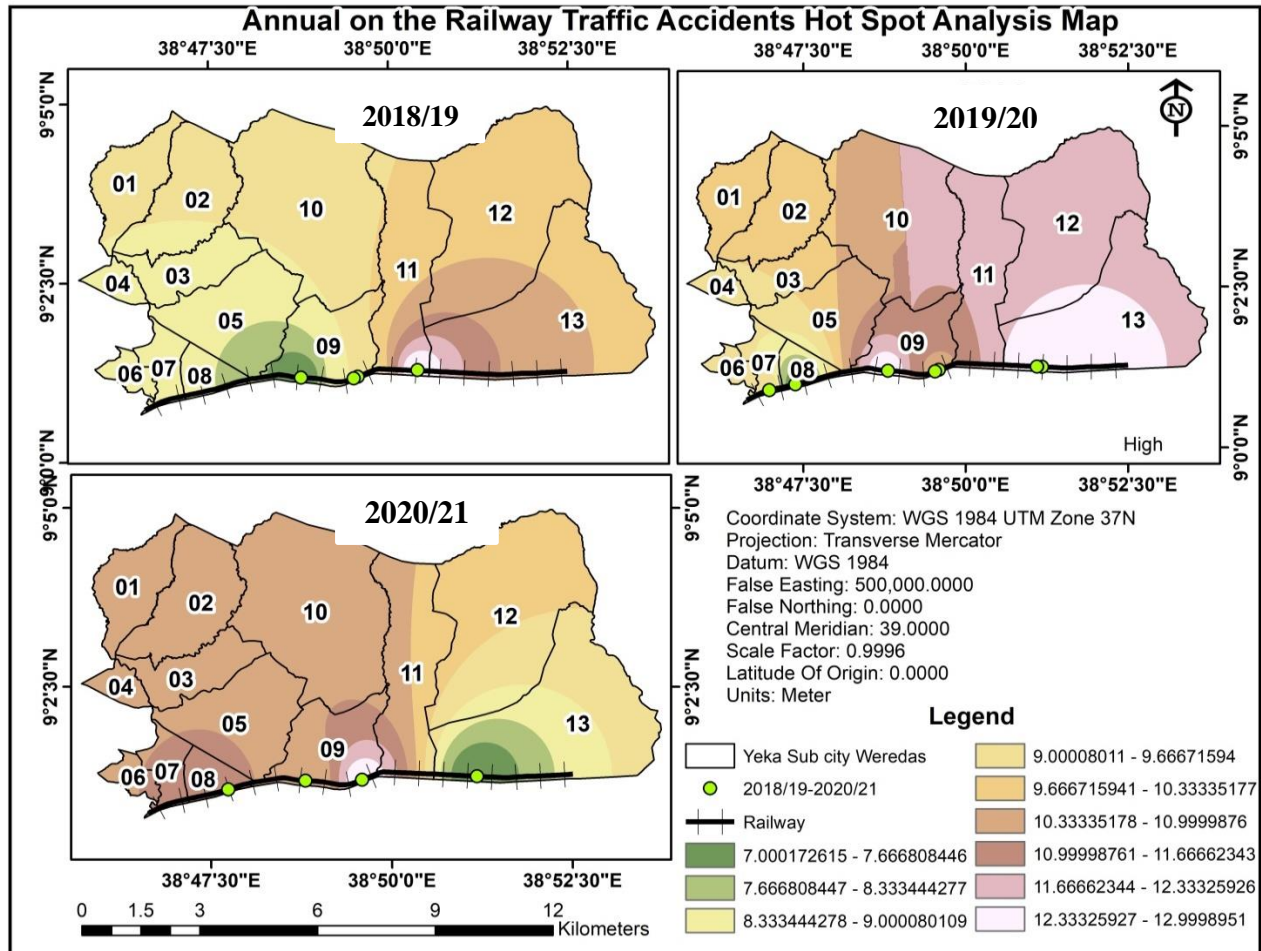 Annual on the Railway Traffic Accidents Hot Spot Analysis Map
38°47'30"E 38°50'0"E 38°52'30"E
38°47'30"E 38°50'0"E 38°52'30"E
9°5'0"N
9°2'30"N
9°0'0"N
2018/19
01
02
10
12
03
04
11
05
13
09
06
07
08
2019/20
N
01
02
10
12
03
04
11
05
13
09
07
06
08
High
9°5'0"N
9°2'30"N
9°0'0"N
38°47'30"E 38°50'0"E 38°52'30"E
9°5'0"N
9°2'30"N
2020/21
01
02
10
12
03
04
11
05
13
09
06
07
08
38°47'30"E 38°50'0"E 38°52'30"E
0 1.5 3 6 9 12
Kilometers
Coordinate System: WGS 1984 UTM Zone 37N
Projection: Transverse Mercator
Datum: WGS 1984
False Easting: 500,000.0000
False Northing: 0.0000
Central Meridian: 39.0000
Scale Factor: 0.9996
Latitude Of Origin: 0.0000
Units: Meter
Legend
Yeka Sub city Weredas
2018/19-2020/21
Railway
7.000172615 - 7.666808446
7.666808447 - 8.333444277
8.333444278 - 9.000080109
9.00008011 - 9.66671594
9.666715941 - 10.33335177
10.33335178 - 10.9999876
10.99998761 - 11.66662343
11.66662344 - 12.33325926
12.33325927 - 12.9998951